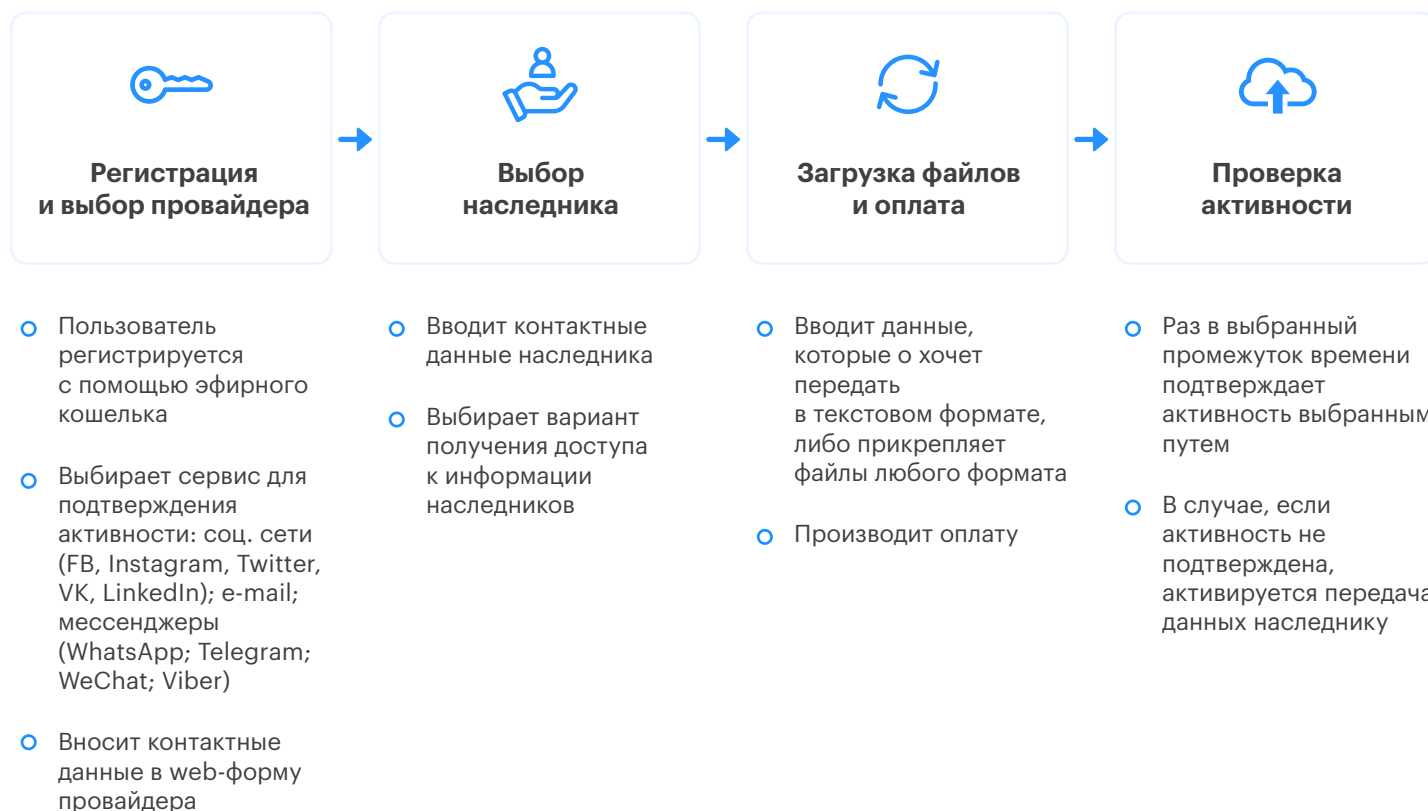 Регистрация
и выбор провайдера
Выбор
наследника
Загрузка файлов
и оплата
Проверка
активности
Пользователь
регистрируется
с помощью эфирного
кошелька
Выбирает сервис для
подтверждения
активности: соц. сети
(FB, Instagram, Twitter,
VK, LinkedIn); e-mail;
мессенджеры
(WhatsApp; Telegram;
WeChat; Viber)
Вносит контактные
данные в web-форму
провайдера
Вводит контактные
данные наследника
Выбирает вариант
получения доступа
к информации
наследников
Вводит данные,
которые о хочет
передать
в текстовом формате,
либо прикрепляет
файлы любого формата
Производит оплату
Раз в выбранный
промежуток времени
подтверждает
активность выбранным
путем
В случае, если
активность не
подтверждена,
активируется передача
данных наследнику